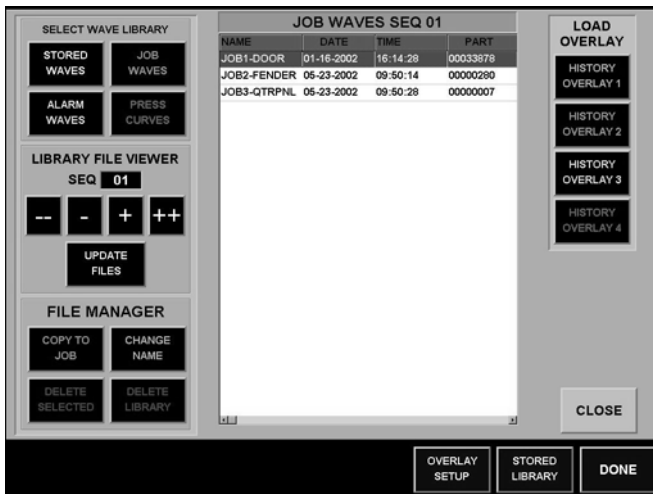 SELECT WAVE LIBRARY
STORED
WAVES
JOB
WAVES
ALARM
WAVES
PRESS
CURVES
LIBRARY FILE VIEWER
SEQ 01
-- - + ++
UPDATE
FILES
FILE MANAGER
COPY TO
JOB
CHANGE
NAME
DELETE
SELECTED
DELETE
LIBRARY
JOB WAVES SEQ 01
NAME DATE TIME PART
JOB1-DOOR 01-16-2002 16:14:28 00033878
JOB2-FENDER 05-23-2002 09:50:14 00000280
JOB3-QTRPNL 05-23-2002 09:50:28 00000007
LOAD
OVERLAY
HISTORY
OVERLAY 1
HISTORY
OVERLAY 2
HISTORY
OVERLAY 3
HISTORY
OVERLAY 4
CLOSE
OVERLAY
SETUP
STORED
LIBRARY
DONE